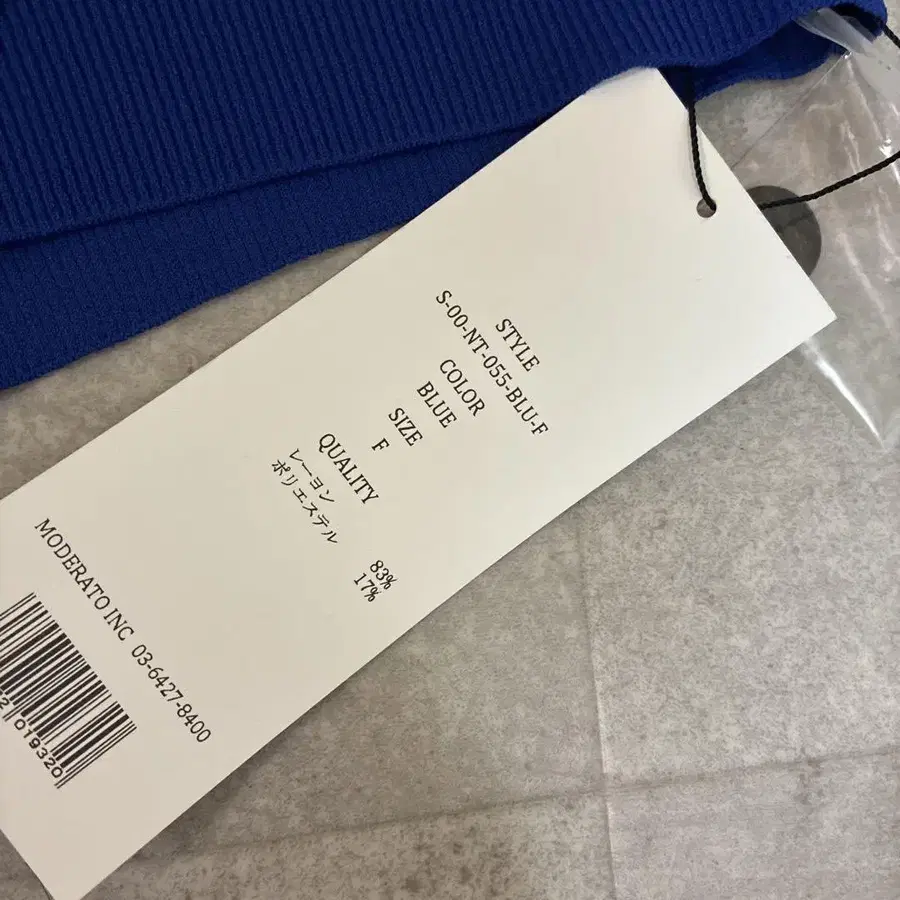 STYLE
S-00-NT-055-BLU-F
COLOR
BLUE
SIZE
F
QUALITY
レーヨン 83%
ポリエステル 17%
MODERATO INC 03-6427-8400
2019320